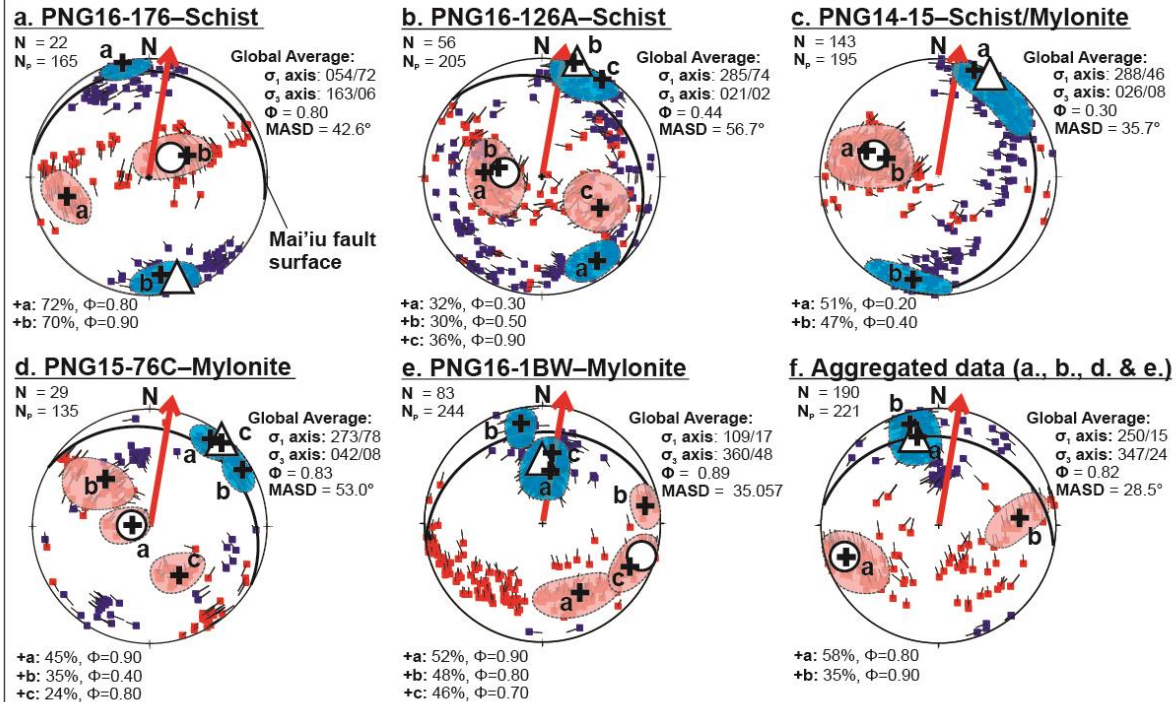 a. PNG16-176–Schist
N = 22
Nₚ = 165
a
N
Global Average:
σ₁ axis: 054/72
σ₃ axis: 163/06
Φ = 0.80
MASD = 42.6°
b
a
b
Mai'iu fault
surface
+a: 72%, Φ=0.80
+b: 70%, Φ=0.90
b. PNG16-126A–Schist
N = 56
Nₚ = 205
N
b
c
Global Average:
σ₁ axis: 285/74
σ₃ axis: 021/02
Φ = 0.44
MASD = 56.7°
b
a
c
a
+a: 32%, Φ=0.30
+b: 30%, Φ=0.50
+c: 36%, Φ=0.90
c. PNG14-15–Schist/Mylonite
N = 143
Nₚ = 195
N
a
Global Average:
σ₁ axis: 288/46
σ₃ axis: 026/08
Φ = 0.30
MASD = 35.7°
a
b
b
+a: 51%, Φ=0.20
+b: 47%, Φ=0.40
d. PNG15-76C–Mylonite
N = 29
Nₚ = 135
N
Global Average:
σ₁ axis: 273/78
σ₃ axis: 042/08
Φ = 0.83
MASD = 53.0°
c
a
b
b
a
c
+a: 45%, Φ=0.90
+b: 35%, Φ=0.40
+c: 24%, Φ=0.80
e. PNG16-1BW–Mylonite
N = 83
Nₚ = 244
N
Global Average:
σ₁ axis: 109/17
σ₃ axis: 360/48
Φ = 0.89
MASD = 35.057
b
c
a
b
c
a
+a: 52%, Φ=0.90
+b: 48%, Φ=0.80
+c: 46%, Φ=0.70
f. Aggregated data (a., b., d. & e.)
N = 190
Nₚ = 221
b
N
Global Average:
σ₁ axis: 250/15
σ₃ axis: 347/24
Φ = 0.82
MASD = 28.5°
a
b
a
+a: 58%, Φ=0.80
+b: 35%, Φ=0.90